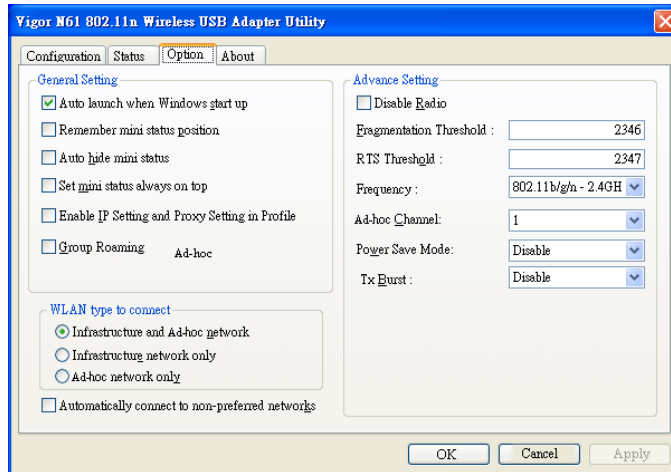 Vigor N61 802.11n Wireless USB Adapter Utility
Configuration Status Option About
General Setting
Auto launch when Windows start up
Remember mini status position
Auto hide mini status
Set mini status always on top
Enable IP Setting and Proxy Setting in Profile
Group Roaming Ad-hoc
WLAN type to connect
Infrastructure and Ad-hoc network
Infrastructure network only
Ad-hoc network only
Automatically connect to non-preferred networks
Advance Setting
Disable Radio
Fragmentation Threshold : 2346
RTS Threshold : 2347
Frequency : 802.11b/g/n - 2.4GH
Ad-hoc Channel: 1
Power Save Mode: Disable
Tx Burst : Disable
OK Cancel Apply